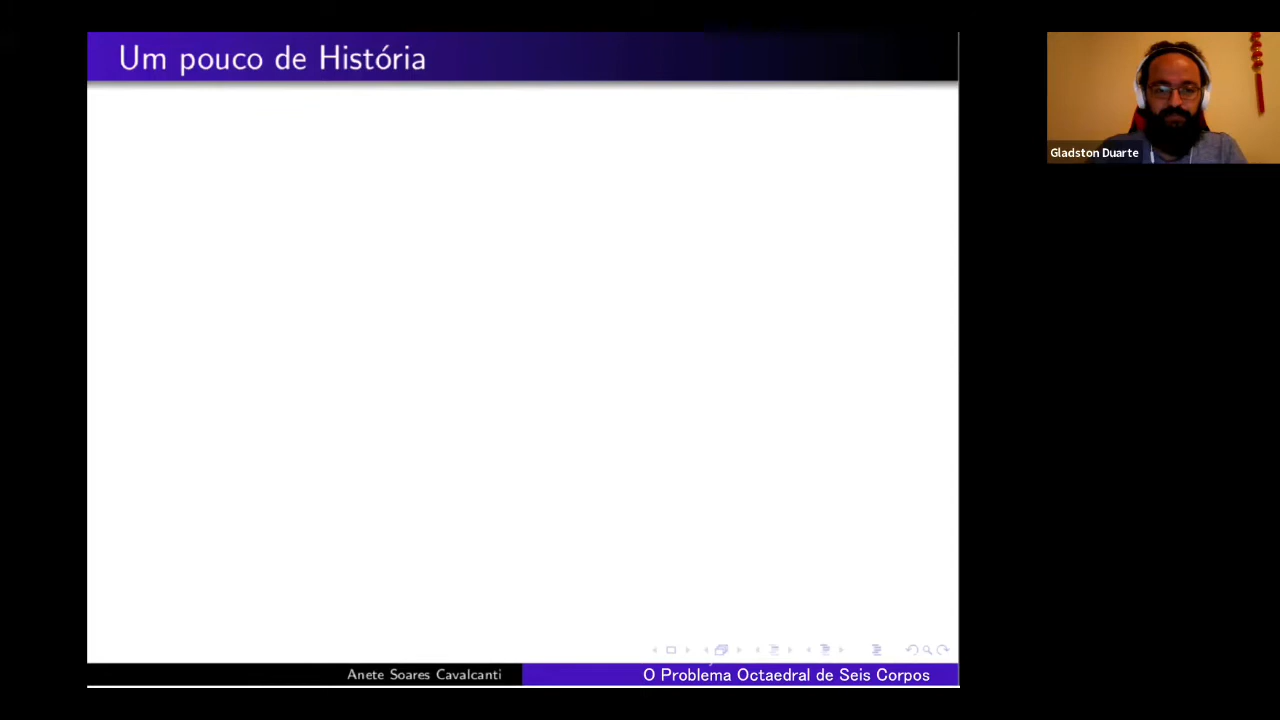 Um pouco de História
Gladston Duarte
Anete Soares Cavalcanti
O Problema Octaedral de Seis Corpos